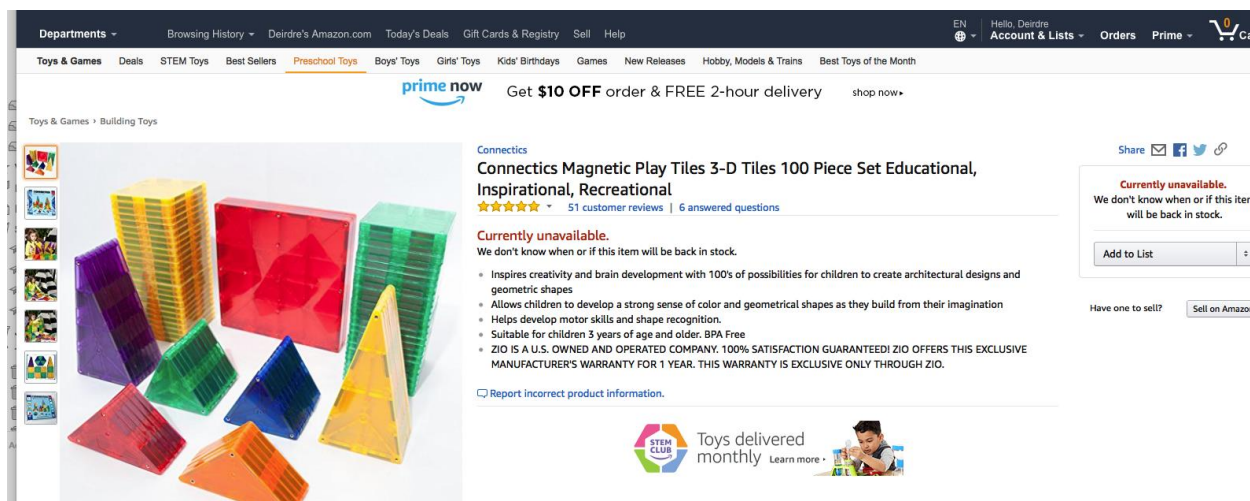 Departments
Browsing History
Deirdre's Amazon.com
Today's Deals
Gift Cards & Registry
Sell
Help
EN
Hello, Deirdre
Account & Lists
Orders
Prime
0
Toys & Games
Deals
STEM Toys
Best Sellers
Preschool Toys
Boys' Toys
Girls' Toys
Kids' Birthdays
Games
New Releases
Hobby, Models & Trains
Best Toys of the Month
prime now
Get $10 OFF order & FREE 2-hour delivery
shop now
Toys & Games › Building Toys
Connectics
Connectics Magnetic Play Tiles 3-D Tiles 100 Piece Set Educational,
Inspirational, Recreational
51 customer reviews | 6 answered questions
Currently unavailable.
We don't know when or if this item will be back in stock.
Inspires creativity and brain development with 100's of possibilities for children to create architectural designs and
geometric shapes
Allows children to develop a strong sense of color and geometrical shapes as they build from their imagination
Helps develop motor skills and shape recognition.
Suitable for children 3 years of age and older. BPA Free
ZIO IS A U.S. OWNED AND OPERATED COMPANY. 100% SATISFACTION GUARANTEED! ZIO OFFERS THIS EXCLUSIVE
MANUFACTURER'S WARRANTY FOR 1 YEAR. THIS WARRANTY IS EXCLUSIVE ONLY THROUGH ZIO.
Report incorrect product information.
STEM
CLUB
Toys delivered
monthly Learn more
Share
Currently unavailable.
We don't know when or if this item
will be back in stock.
Add to List
Have one to sell?
Sell on Amazon